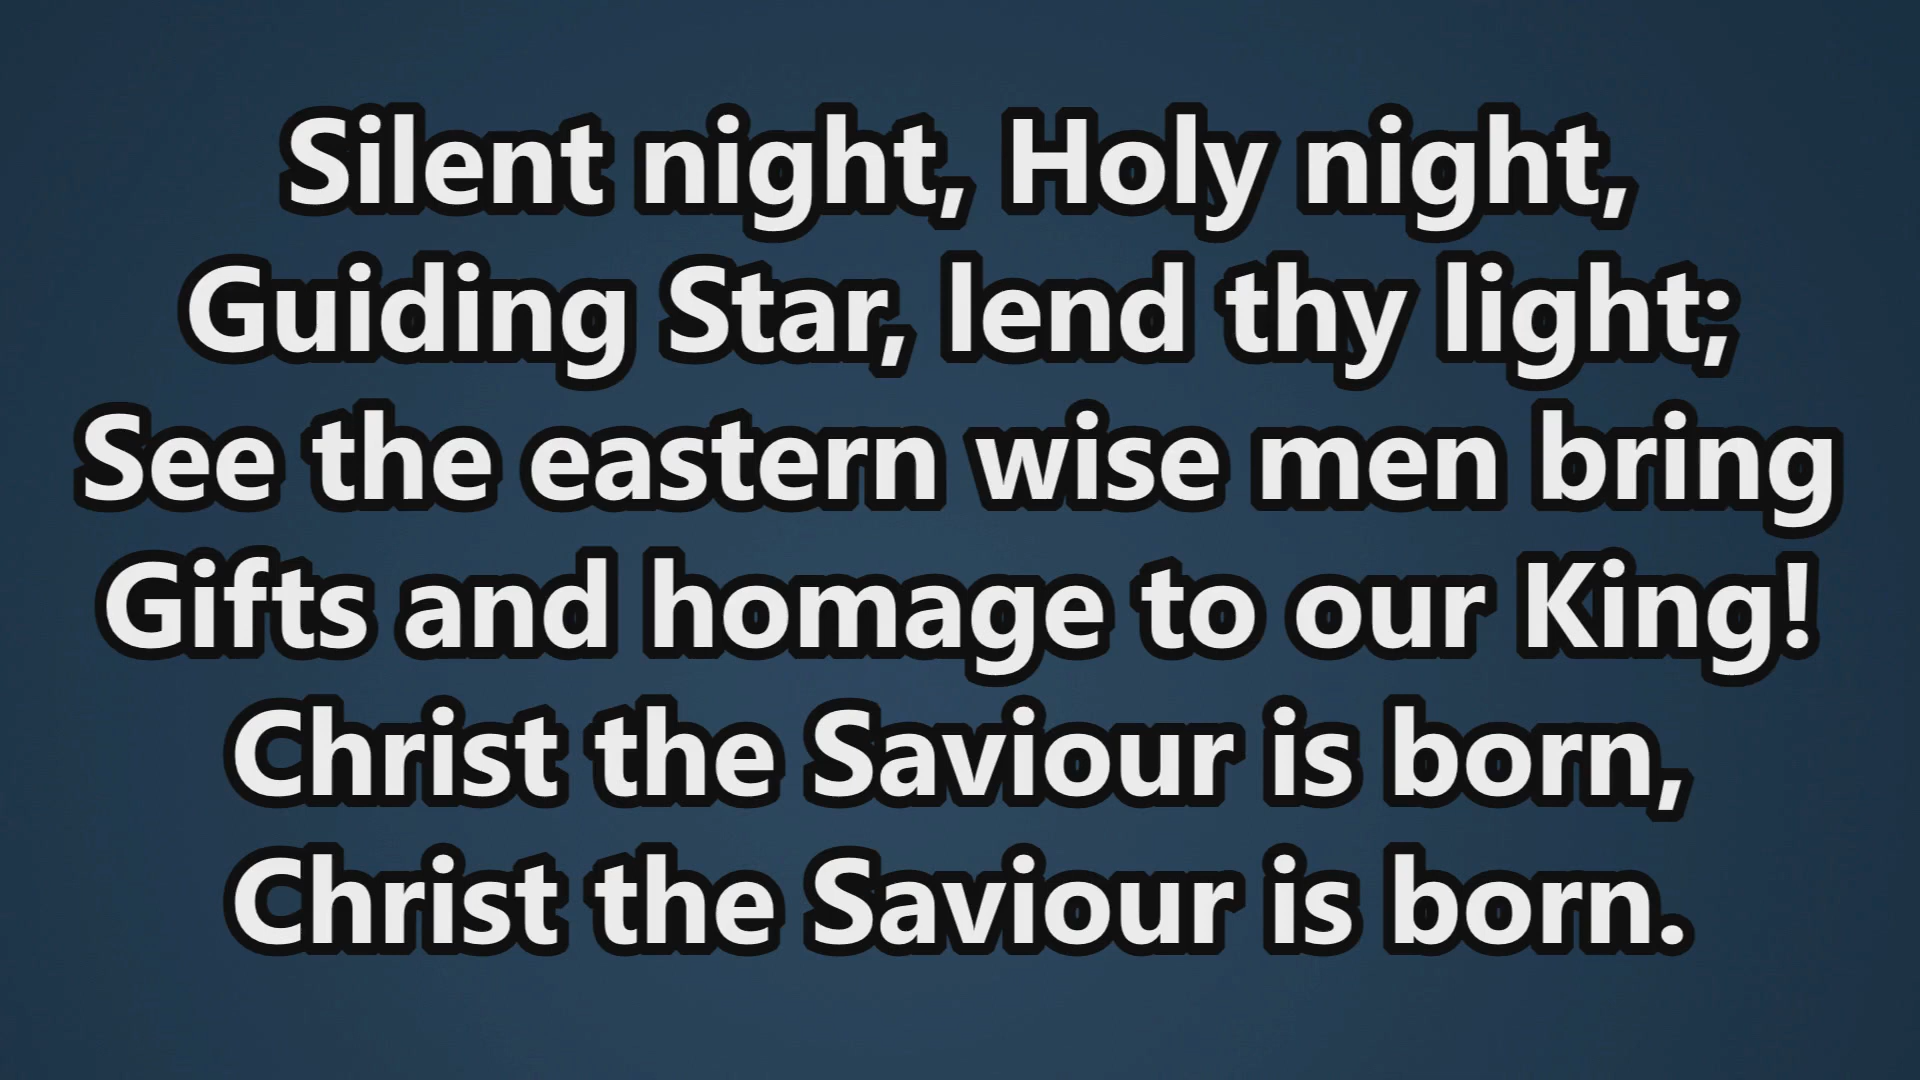 Silent night, Holy night,
Guiding Star, lend thy light;
See the eastern wise men bring
Gifts and homage to our King!
Christ the Saviour is born,
Christ the Saviour is born.